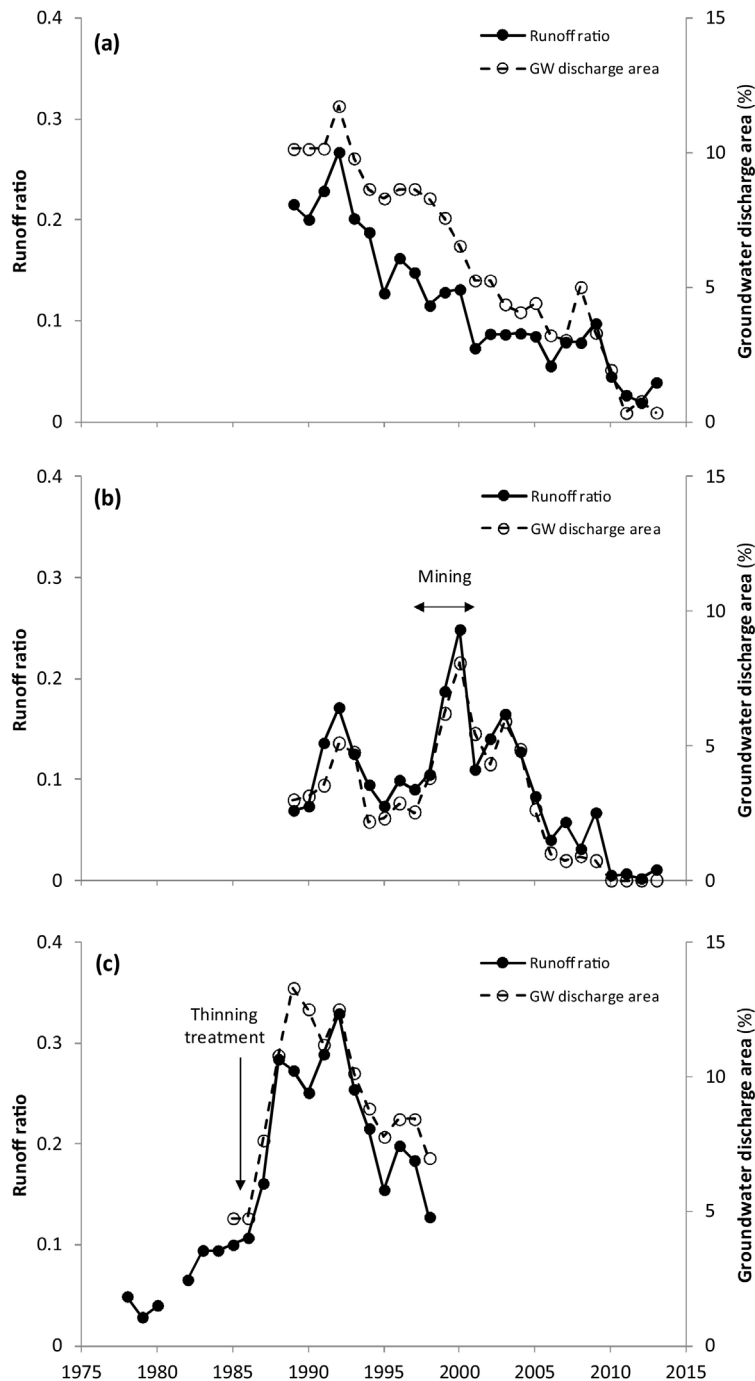 0.4
15
(a)
Runoff ratio
GW discharge area
0.3
10
0.2
5
0.1
0
0
Runoff ratio
Groundwater discharge area (%)
0.4
15
(b)
Runoff ratio
GW discharge area
Mining
0.3
10
0.2
5
0.1
0
0
Runoff ratio
Groundwater discharge area (%)
0.4
15
(c)
Runoff ratio
GW discharge area
Thinning
treatment
0.3
10
0.2
5
0.1
0
0
Runoff ratio
Groundwater discharge area (%)
1975 1980 1985 1990 1995 2000 2005 2010 2015